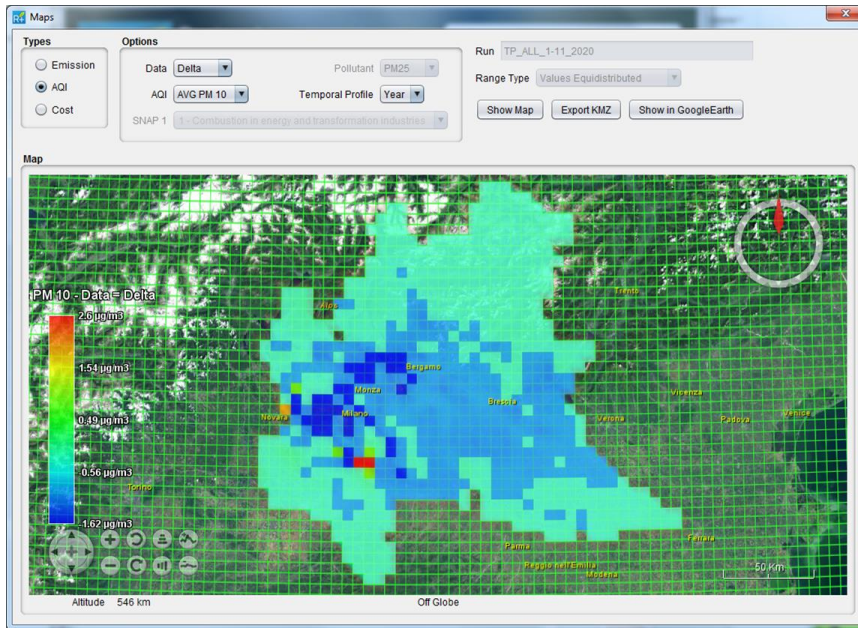 Maps
Types
Emission
AQI
Cost
Options
Data Delta Pollutant PM25
AQI AVG PM 10 Temporal Profile Year
SNAP 1 1 - Combustion in energy and transformation industries
Run TP_ALL_1-11_2020
Range Type Values Equidistributed
Show Map Export KMZ Show in GoogleEarth
Map
PM 10 - Data = Delta
2.6 µg/m3
1.54 µg/m3
0.49 µg/m3
-0.56 µg/m3
-1.62 µg/m3
Trento
Bergamo
Monza
Brescia
Vicenza
Novara
Milano
Verona
Padova
Venice
Torino
Parma
Ferrara
Reggio nell'Emilia
Modena
50 Km
Altitude 546 km
Off Globe